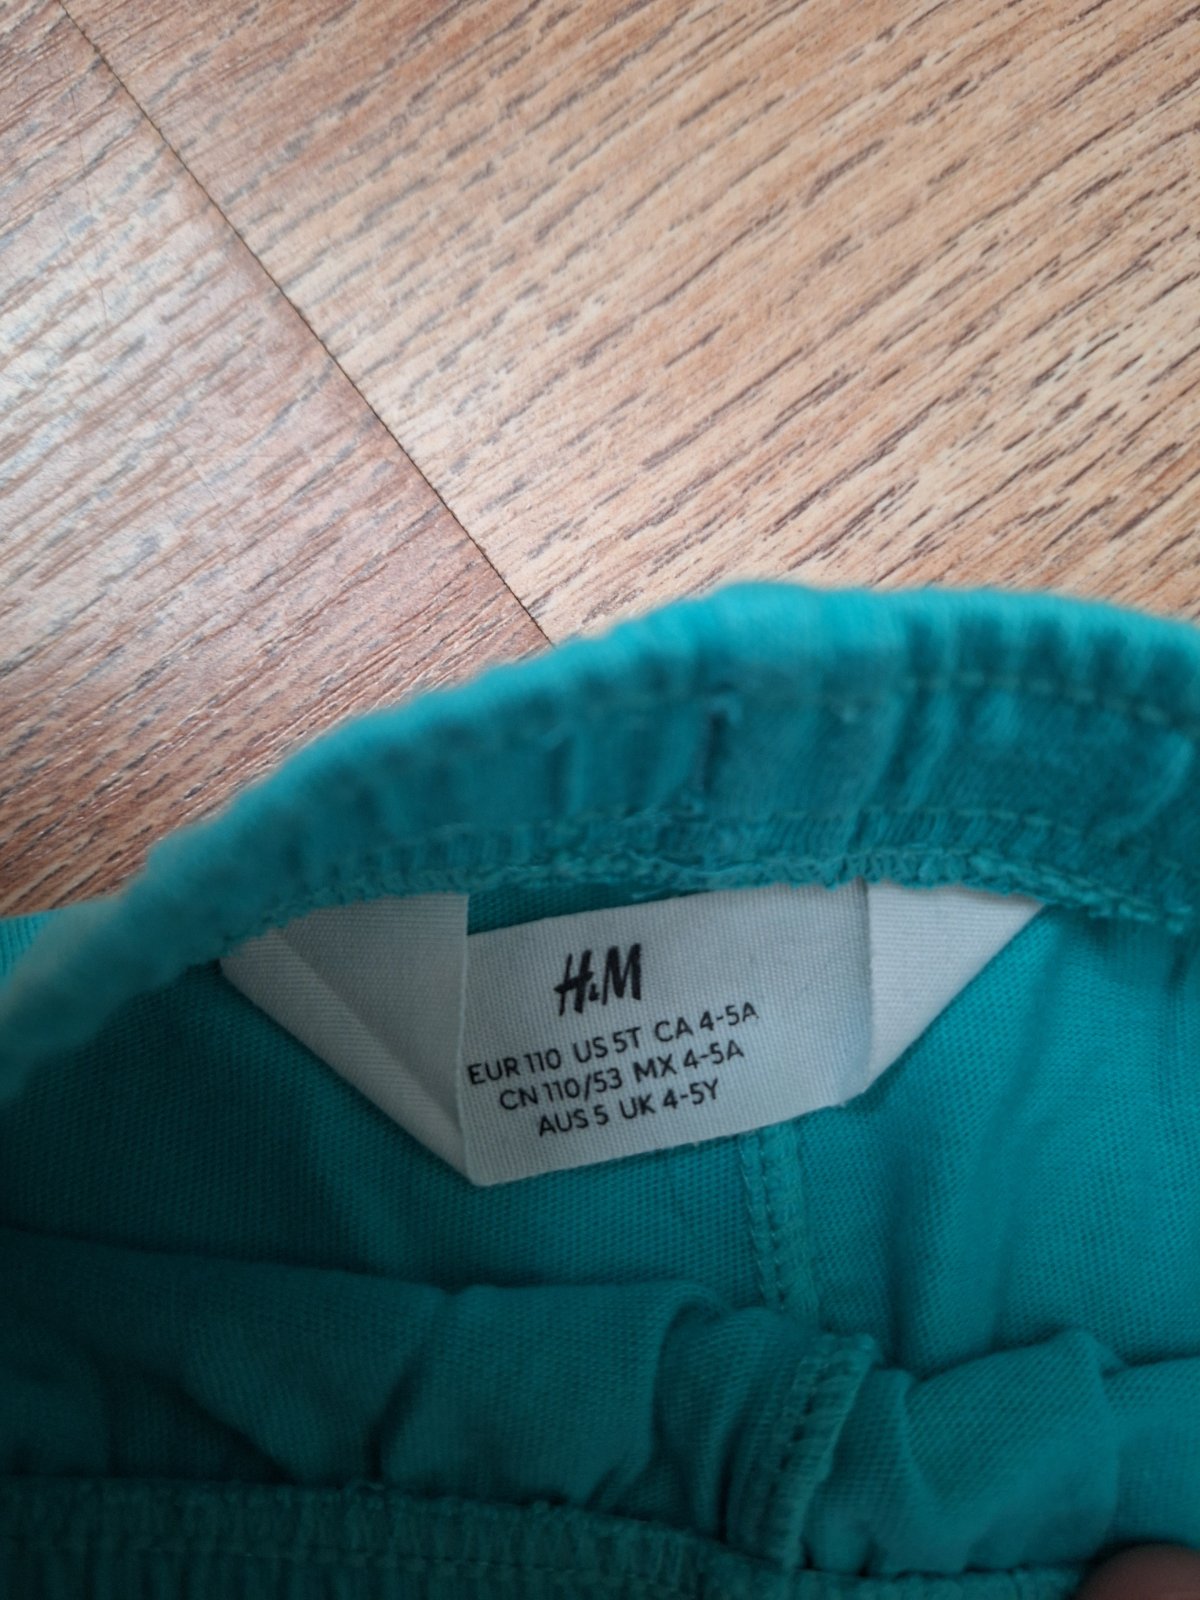 H&M
EUR 110 US 5T CA 4-5A
CN 110/53 MX 4-5A
AUS 5 UK 4-5Y